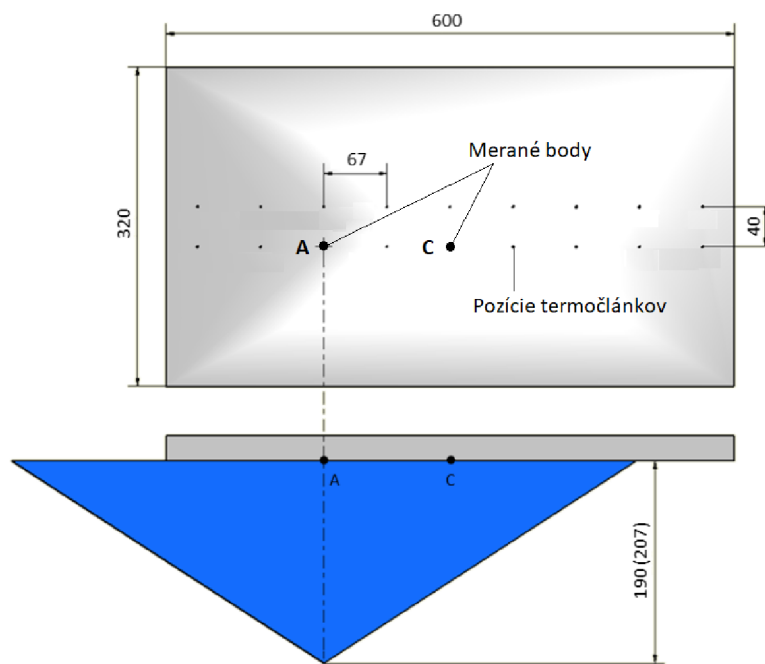 600
Merané body
67
320
40
A
C
Pozície termočlánkov
A
C
190(207)